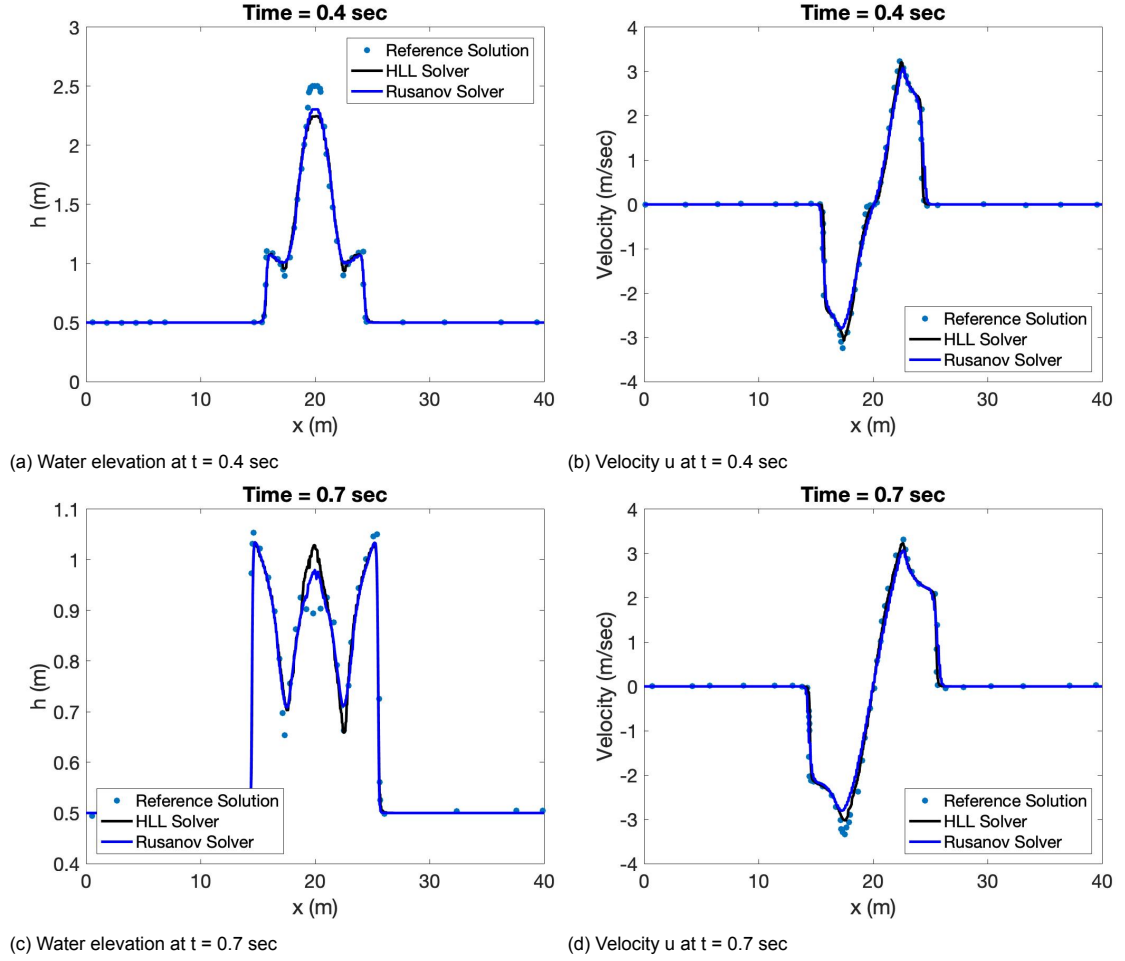 Time = 0.4 sec
3
2.5
2
1.5
1
0.5
0
h (m)
0 10 20 30 40
x (m)
Reference Solution
HLL Solver
Rusanov Solver
(a) Water elevation at t = 0.4 sec
Time = 0.4 sec
4
3
2
1
0
-1
-2
-3
-4
Velocity (m/sec)
0 10 20 30 40
x (m)
Reference Solution
HLL Solver
Rusanov Solver
(b) Velocity u at t = 0.4 sec
Time = 0.7 sec
1.1
1
0.9
0.8
0.7
0.6
0.5
0.4
h (m)
0 10 20 30 40
x (m)
Reference Solution
HLL Solver
Rusanov Solver
(c) Water elevation at t = 0.7 sec
Time = 0.7 sec
4
3
2
1
0
-1
-2
-3
-4
Velocity (m/sec)
0 10 20 30 40
x (m)
Reference Solution
HLL Solver
Rusanov Solver
(d) Velocity u at t = 0.7 sec